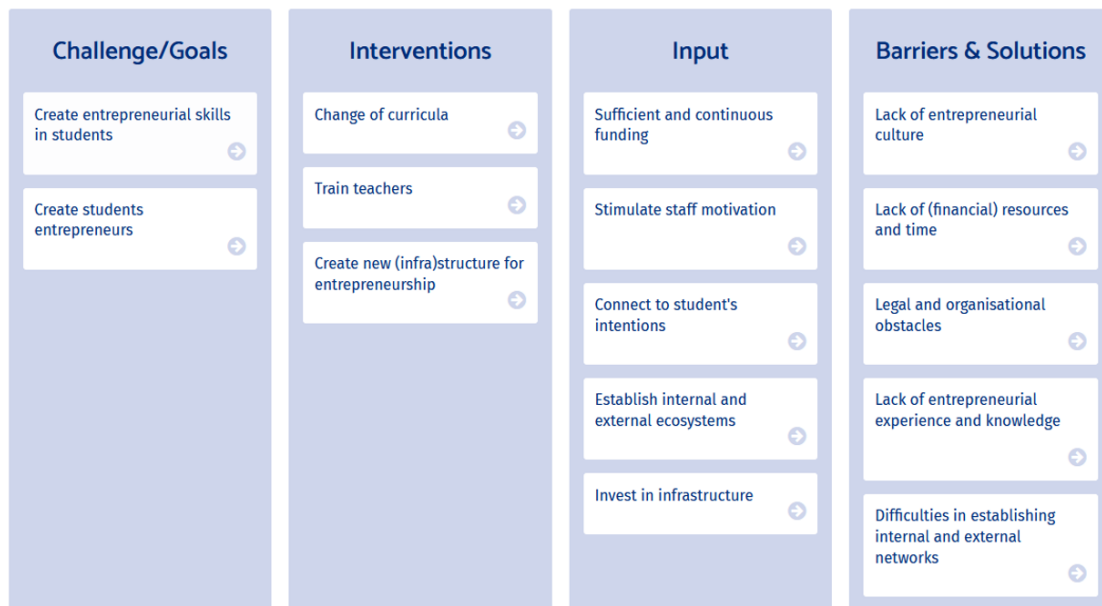 Challenge/Goals
Create entrepreneurial skills
in students
Create students
entrepreneurs
Interventions
Change of curricula
Train teachers
Create new (infra)structure for
entrepreneurship
Input
Sufficient and continuous
funding
Stimulate staff motivation
Connect to student's
intentions
Establish internal and
external ecosystems
Invest in infrastructure
Barriers & Solutions
Lack of entrepreneurial
culture
Lack of (financial) resources
and time
Legal and organisational
obstacles
Lack of entrepreneurial
experience and knowledge
Difficulties in establishing
internal and external
networks